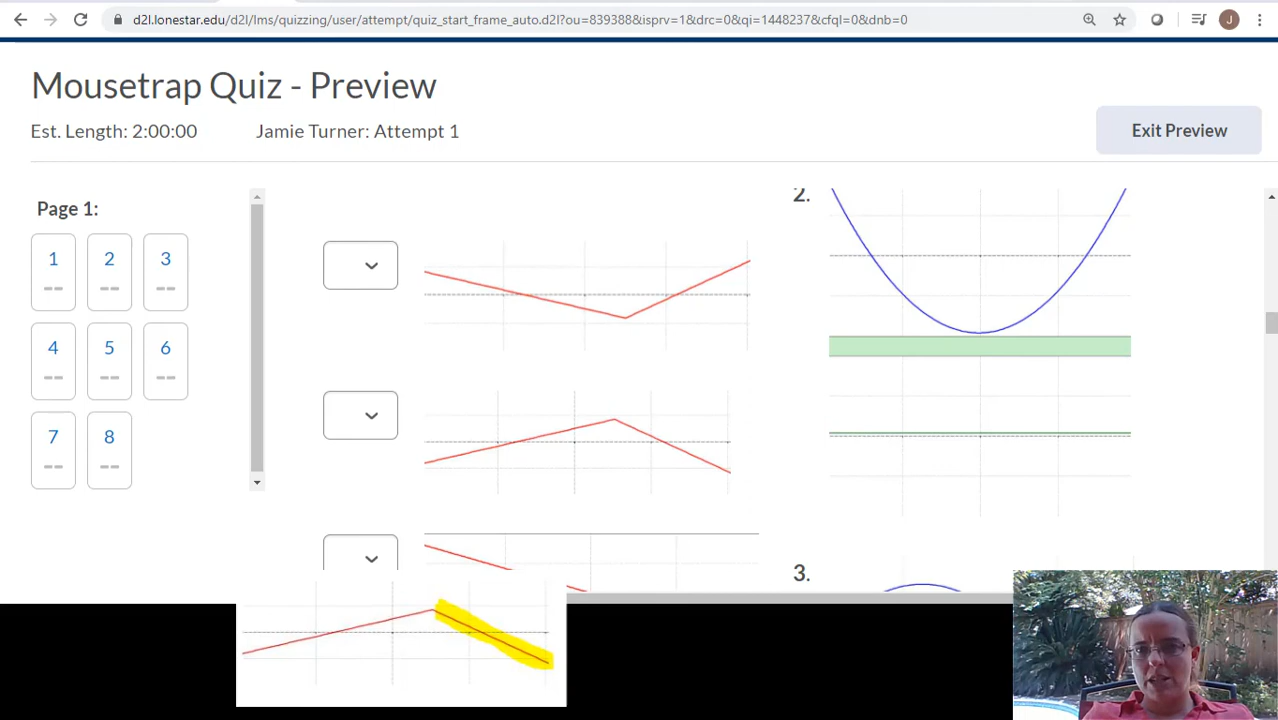 d2l.lonestar.edu/d2l/lms/quizzing/user/attempt/quiz_start_frame_auto.d2l?ou=839388&isprv=1&drc=0&qi=1448237&cfql=0&dnb=0
J
Mousetrap Quiz - Preview
Est. Length: 2:00:00 Jamie Turner: Attempt 1
Exit Preview
Page 1:
1 2 3
-- -- --
4 5 6
-- -- --
7 8
-- --
2.
3.